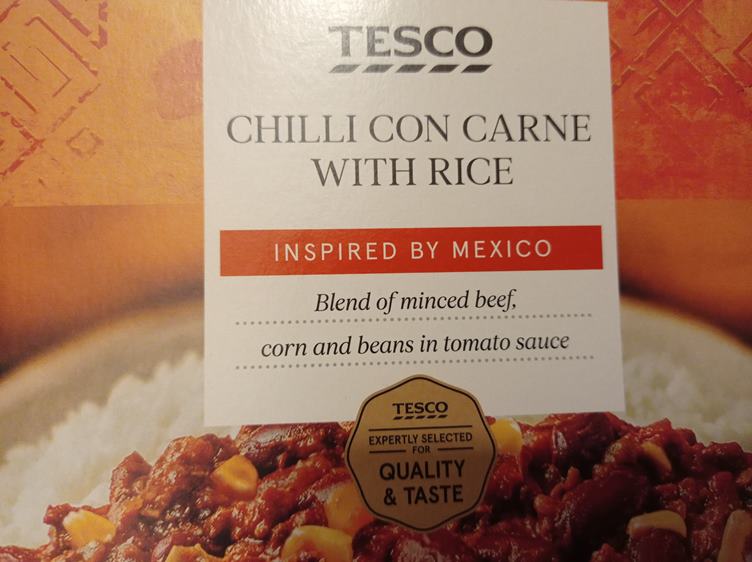 TESCO
CHILLI CON CARNE
WITH RICE
INSPIRED BY MEXICO
Blend of minced beef,
corn and beans in tomato sauce
TESCO
EXPERTLY SELECTED
FOR
QUALITY
& TASTE